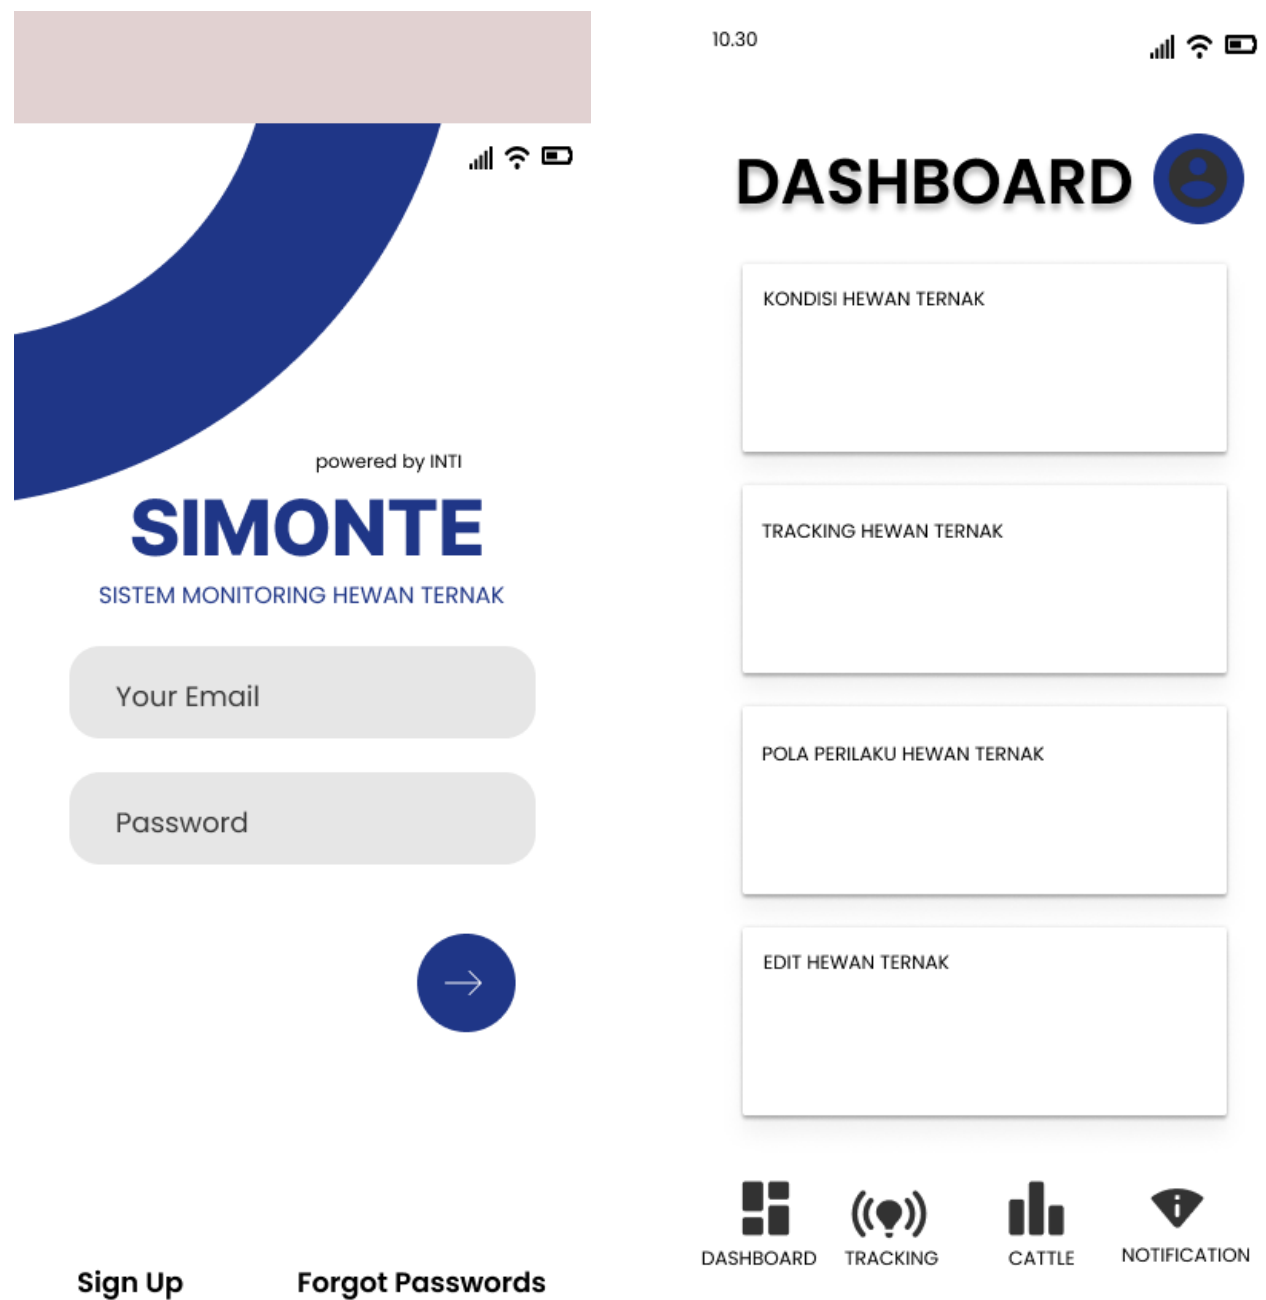 powered by INTI
SIMONTE
SISTEM MONITORING HEWAN TERNAK
Your Email
Password
Sign Up
Forgot Passwords
10.30
DASHBOARD
KONDISI HEWAN TERNAK
TRACKING HEWAN TERNAK
POLA PERILAKU HEWAN TERNAK
EDIT HEWAN TERNAK
DASHBOARD
TRACKING
CATTLE
NOTIFICATION